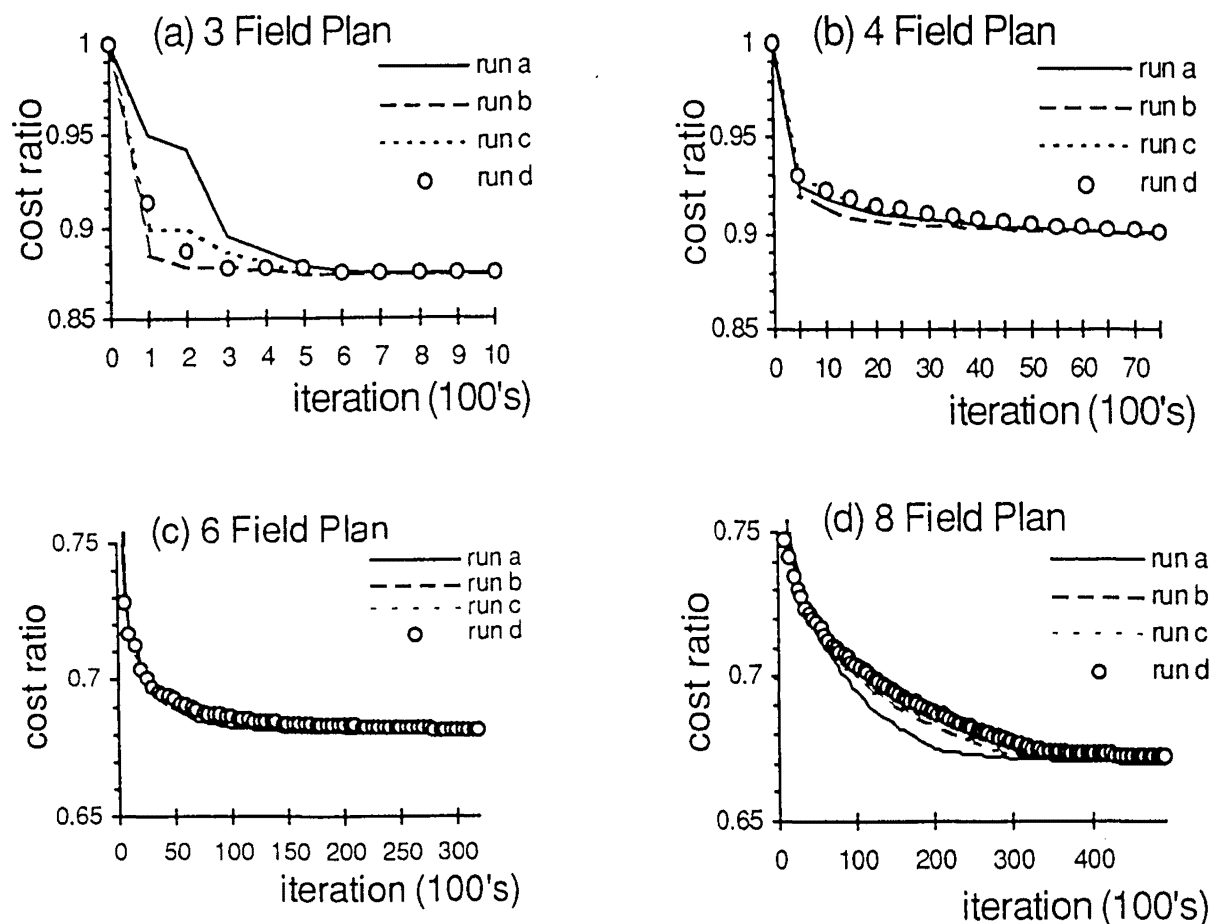 (a) 3 Field Plan
1
0.95
0.9
0.85
cost ratio
run a
run b
run c
run d
0 1 2 3 4 5 6 7 8 9 10
iteration (100's)
(b) 4 Field Plan
1
0.95
0.9
0.85
cost ratio
run a
run b
run c
run d
0 10 20 30 40 50 60 70
iteration (100's)
(c) 6 Field Plan
0.75
0.7
0.65
cost ratio
run a
run b
run c
run d
0 50 100 150 200 250 300
iteration (100's)
(d) 8 Field Plan
0.75
0.7
0.65
cost ratio
run a
run b
run c
run d
0 100 200 300 400
iteration (100's)